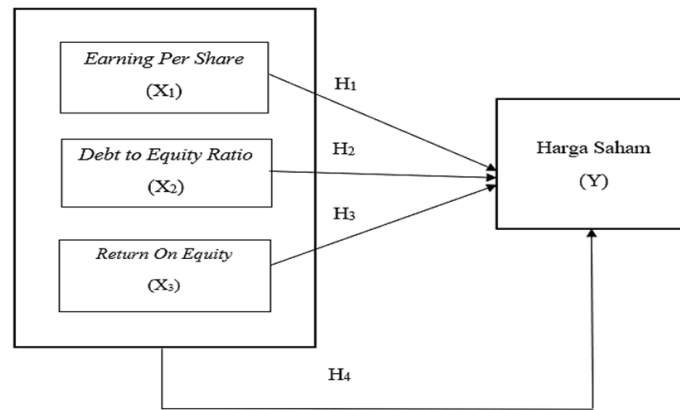 Earning Per Share
(X₁)
H₁
Debt to Equity Ratio
(X₂)
H₂
Harga Saham
(Y)
H₃
Return On Equity
(X₃)
H₄